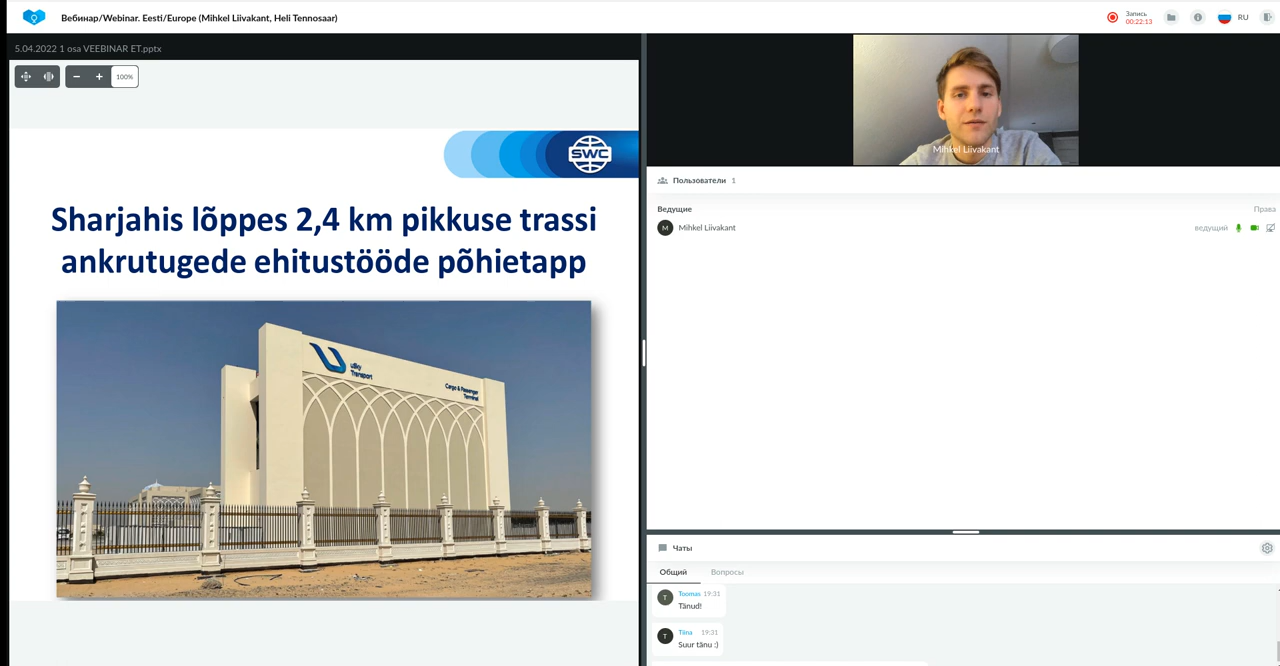 Вебинар/Webinar. Eesti/Europe (Mihkel Liivakant, Heli Tennosaar)
Запись
00:22:13
RU
5.04.2022 1 osa VEEBINAR ET.pptx
100%
SWC
Sharjahis lõppes 2,4 km pikkuse trassi
ankrutugede ehitustööde põhietapp
uSky
Transport
Cargo & Passenger
Terminal
Mihkel Liivakant
Пользователи 1
Ведущие
Права
M
Mihkel Liivakant
ведущий
Чаты
Общий
Вопросы
T
Toomas 19:31
Tänud!
T
Tiina 19:31
Suur tänu :)